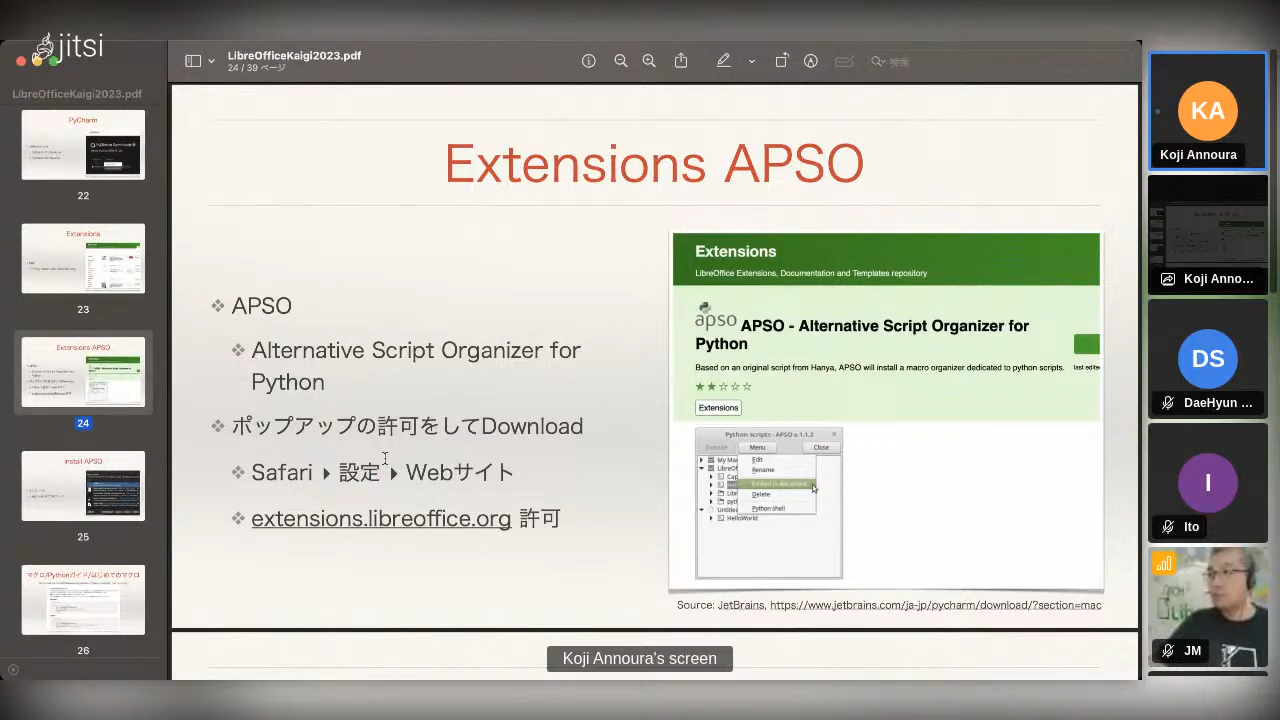 jitsi
LibreOfficeKaigi2023.pdf
24 / 39 ページ
検索
LibreOfficeKaigi2023.pdf
PyCharm
22
Extensions
23
Extensions APSO
24
install APSO
25
マクロ/Pythonガイド/はじめてのマクロ
26
Extensions APSO
APSO
Alternative Script Organizer for
Python
ポップアップの許可をしてDownload
Safari 設定 Webサイト
extensions.libreoffice.org 許可
Extensions
LibreOffice Extensions, Documentation and Templates repository
apso
APSO - Alternative Script Organizer for
Python
last edite
Based on an original script from Hanya, APSO will install a macro organizer dedicated to python scripts.
Extensions
Python scripts - APSO v.1.1.2
Execute Menu Close
My Ma
Edit
LibreOf
Rename
Cap
Embed in document
Delete
Lib
pyth
Untitle
Python shell
HelloWorld
Source: JetBrains, https://www.jetbrains.com/ja-jp/pycharm/download/?section=mac
Koji Annoura's screen
KA
Koji Annoura
Koji Anno...
DS
DaeHyun ...
I
Ito
JM